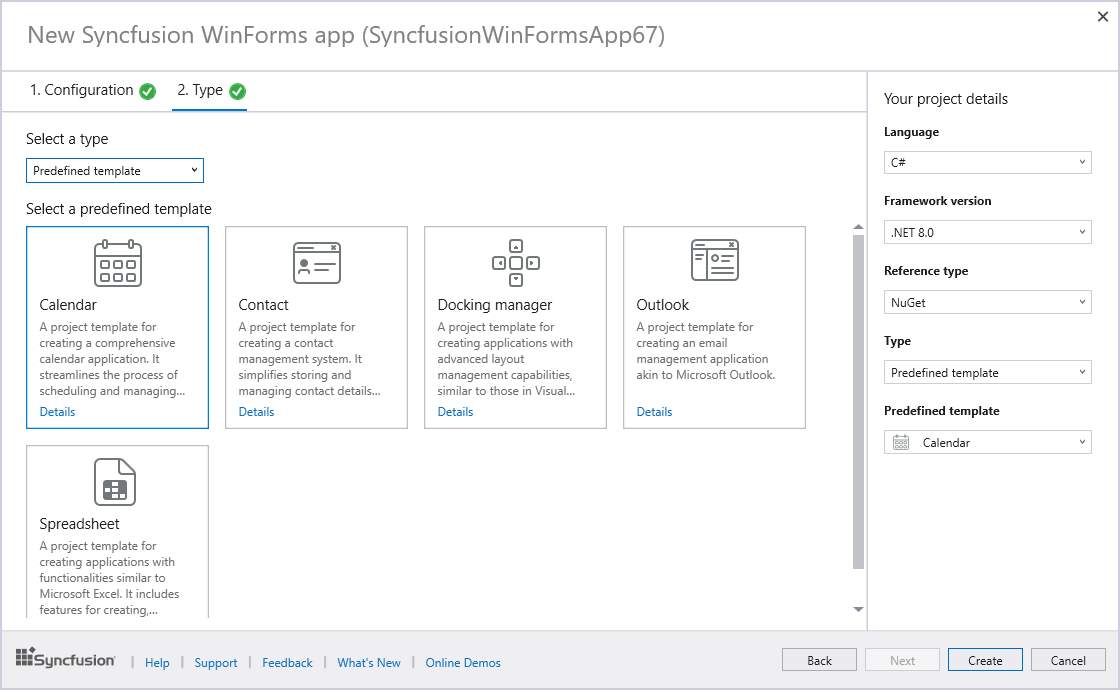 New Syncfusion WinForms app (SyncfusionWinFormsApp67)
1. Configuration
2. Type
Select a type
Predefined template
Select a predefined template
Calendar
A project template for
creating a comprehensive
calendar application. It
streamlines the process of
scheduling and managing...
Details
Contact
A project template for
creating a contact
management system. It
simplifies storing and
managing contact details...
Details
Docking manager
A project template for
creating applications with
advanced layout
management capabilities,
similar to those in Visual...
Details
Outlook
A project template for
creating an email
management application
akin to Microsoft Outlook.
Details
Spreadsheet
A project template for
creating applications with
functionalities similar to
Microsoft Excel. It includes
features for creating,...
Your project details
Language
C#
Framework version
.NET 8.0
Reference type
NuGet
Type
Predefined template
Predefined template
Calendar
Syncfusion | Help | Support | Feedback | What's New | Online Demos
Back
Next
Create
Cancel